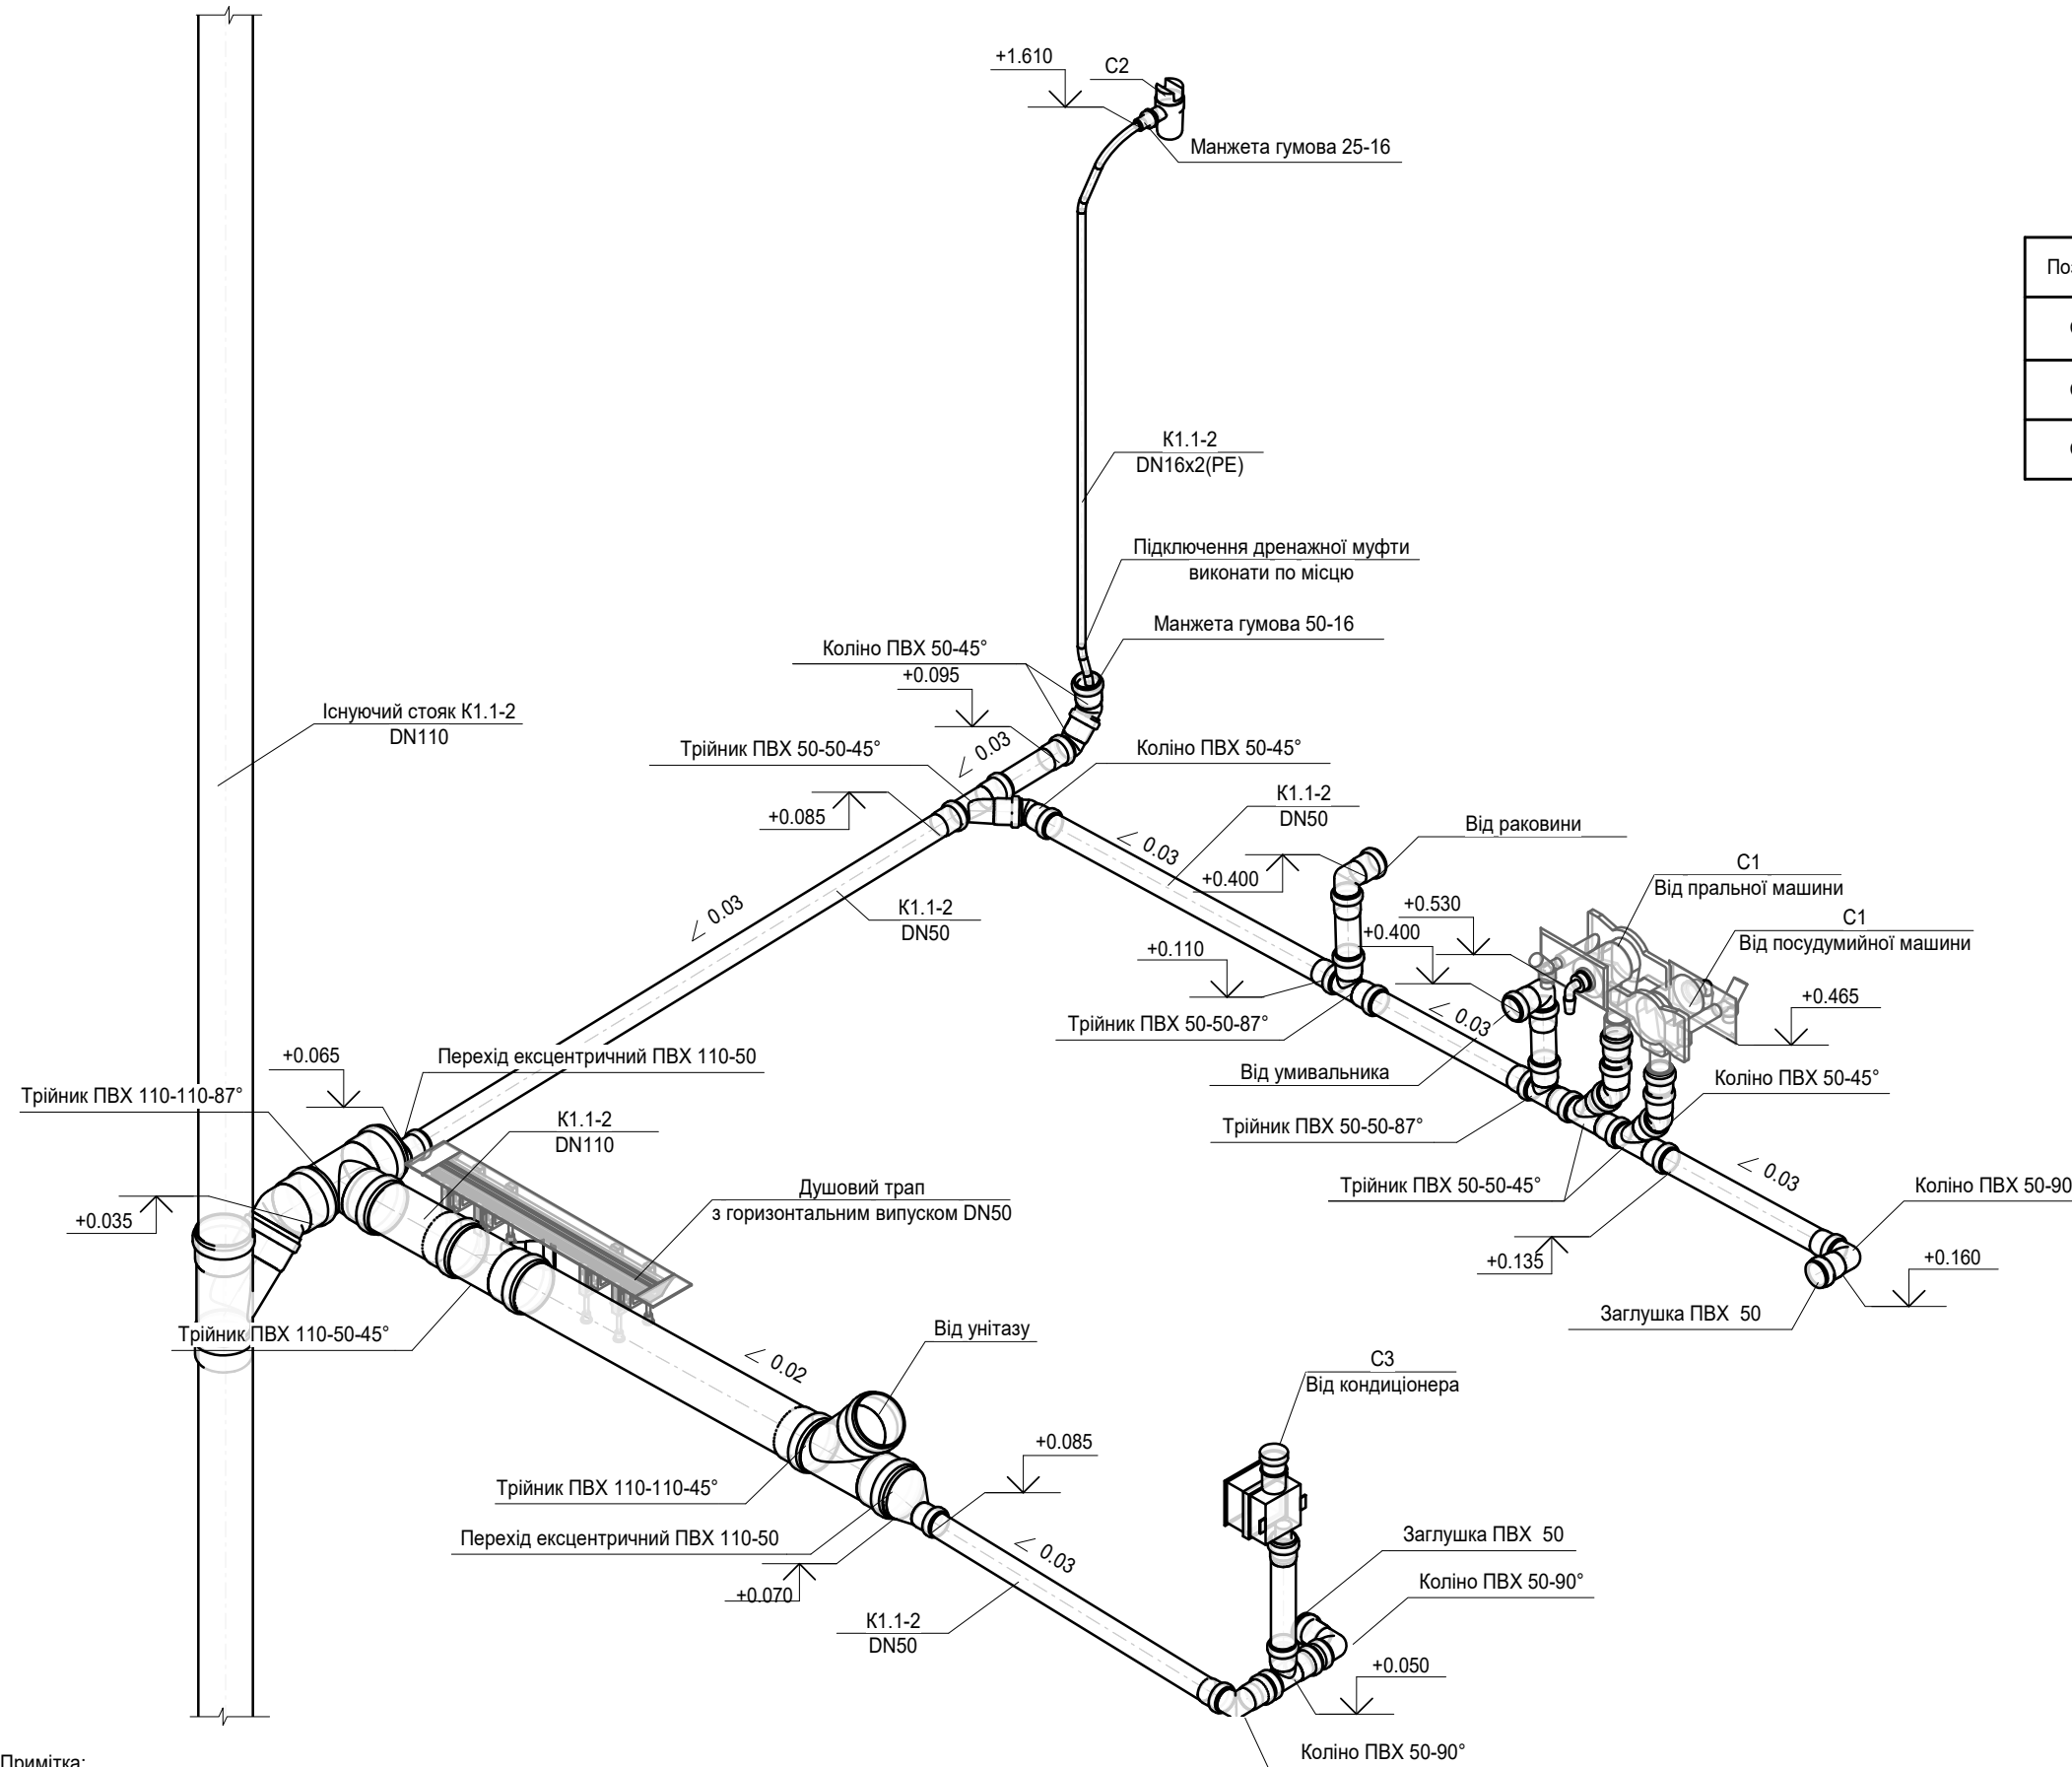 +1.610
С2
Манжета гумова 25-16
К1.1-2
DN16x2(PE)
Підключення дренажної муфти
виконати по місцю
Манжета гумова 50-16
Коліно ПВХ 50-45°
+0.095
Існуючий стояк К1.1-2
DN110
Трійник ПВХ 50-50-45°
0.03
Коліно ПВХ 50-45°
+0.085
К1.1-2
DN50
0.03
Від раковини
+0.400
С1
Від пральної машини
С1
Від посудумийної машини
0.03
К1.1-2
DN50
+0.530
+0.400
+0.110
+0.465
Трійник ПВХ 50-50-87°
0.03
+0.065
Перехід ексцентричний ПВХ 110-50
Від умивальника
Коліно ПВХ 50-45°
Трійник ПВХ 110-110-87°
К1.1-2
DN110
Трійник ПВХ 50-50-87°
Душовий трап
з горизонтальним випуском DN50
Трійник ПВХ 50-50-45°
0.03
Коліно ПВХ 50-90
+0.035
+0.135
+0.160
Заглушка ПВХ 50
Трійник ПВХ 110-50-45°
Від унітазу
0.02
С3
Від кондиціонера
+0.085
Трійник ПВХ 110-110-45°
Перехід ексцентричний ПВХ 110-50
0.03
Заглушка ПВХ 50
Коліно ПВХ 50-90°
+0.070
К1.1-2
DN50
+0.050
Коліно ПВХ 50-90°
Примітка: